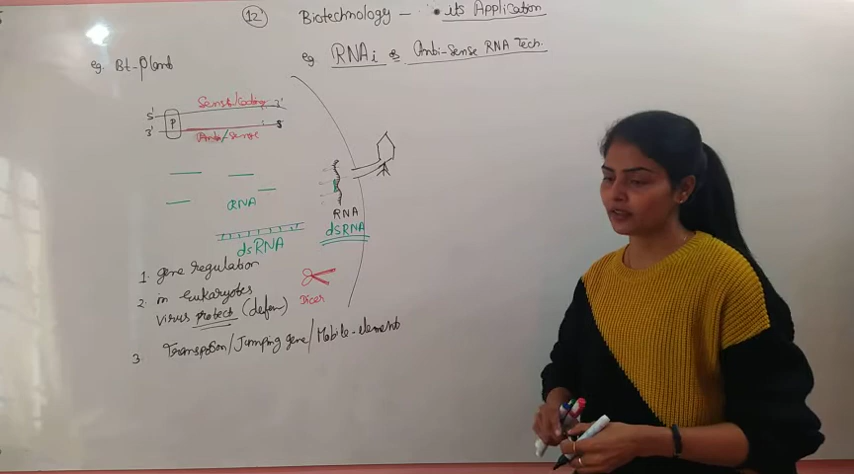 12 Biotechnology — • its Application
eg. Bt-Plant
eg RNAi & Anti-Sense RNA Tech.
5' Sense/Coding 3'
P
3' Anti/Sense 5
RNA
dsRNA
RNA
dsRNA
1. gene regulation
2. in Eukaryotes
virus protect (defen)
Dicer
3. Transposon/Jumping gene/Mobile-element